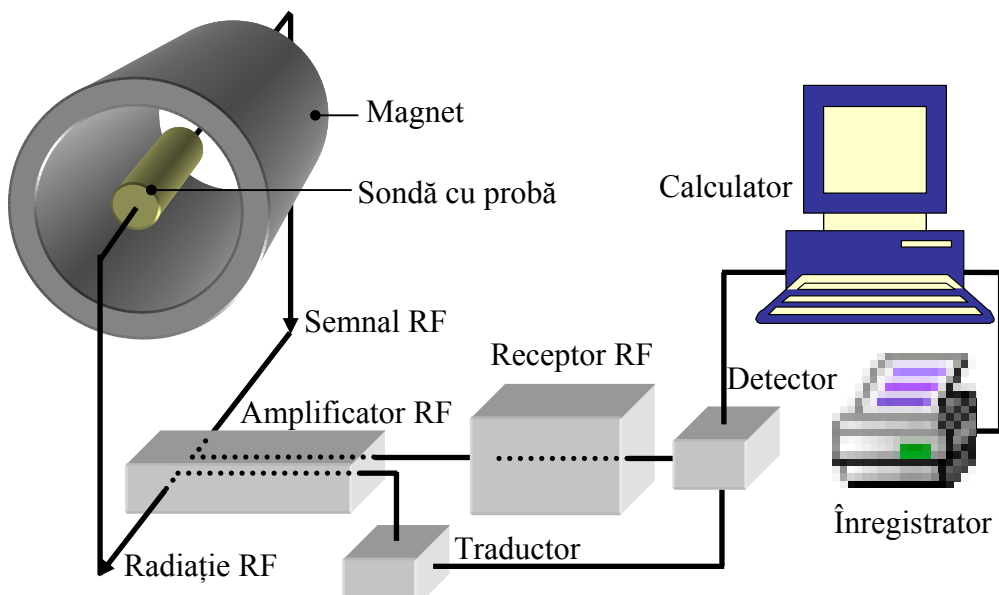 Magnet
Sondă cu probă
Calculator
Semnal RF
Receptor RF
Detector
Amplificator RF
Înregistrator
Traductor
Radiație RF